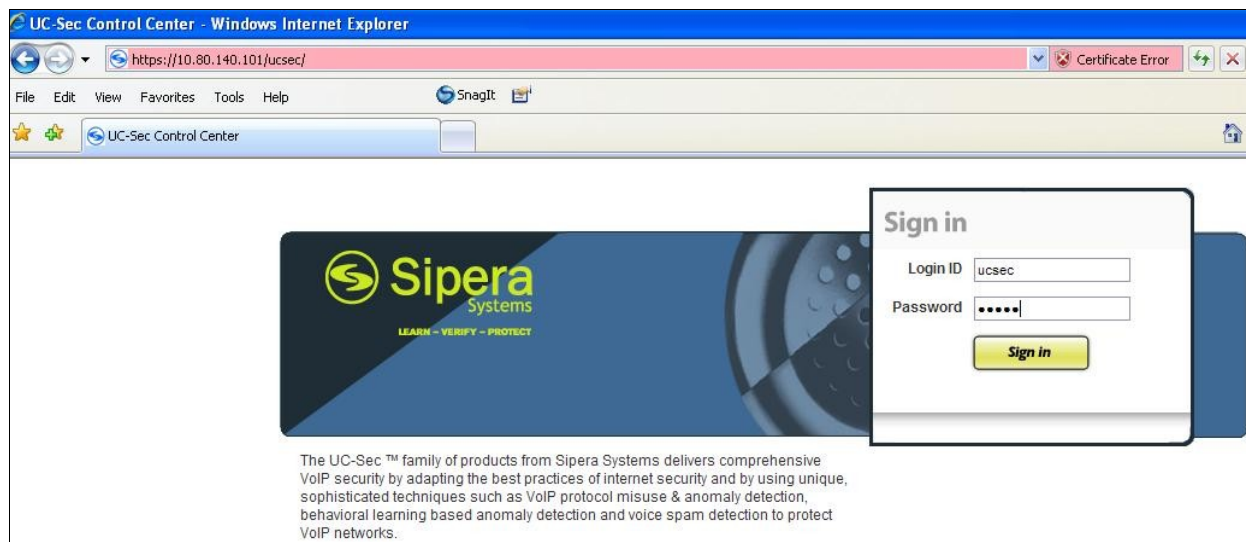 UC-Sec Control Center - Windows Internet Explorer
https://10.80.140.101/ucsec/
Certificate Error
File Edit View Favorites Tools Help
SnagIt
UC-Sec Control Center
Sign in
Login ID ucsec
Password •••••
Sign in
Sipera
Systems
LEARN – VERIFY – PROTECT
The UC-Sec ™ family of products from Sipera Systems delivers comprehensive
VoIP security by adapting the best practices of internet security and by using unique,
sophisticated techniques such as VoIP protocol misuse & anomaly detection,
behavioral learning based anomaly detection and voice spam detection to protect
VoIP networks.